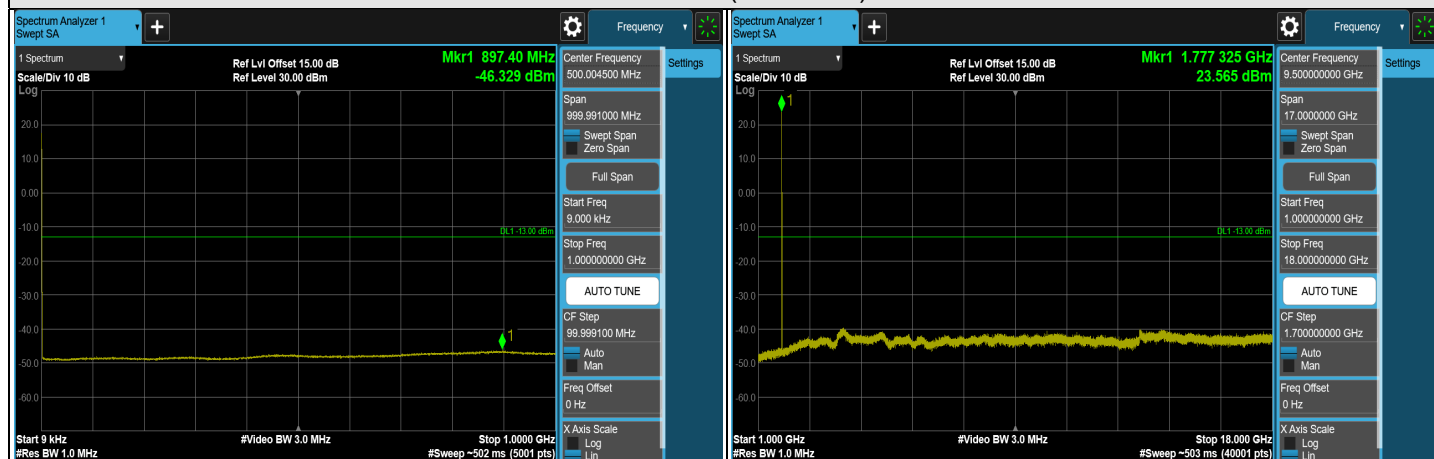 Spectrum Analyzer 1
Swept SA
+
Frequency
1 Spectrum
Scale/Div 10 dB
Log
Ref Lvl Offset 15.00 dB
Ref Level 30.00 dBm
Mkr1 897.40 MHz
-46.329 dBm
20.0
10.0
0.00
-10.0
-20.0
-30.0
-40.0
-50.0
-60.0
DL1 -13.00 dBm
1
Start 9 kHz
#Res BW 1.0 MHz
#Video BW 3.0 MHz
Stop 1.0000 GHz
#Sweep ~502 ms (5001 pts)
Center Frequency
500.004500 MHz
Settings
Span
999.991000 MHz
Swept Span
Zero Span
Full Span
Start Freq
9.000 kHz
Stop Freq
1.000000000 GHz
AUTO TUNE
CF Step
99.999100 MHz
Auto
Man
Freq Offset
0 Hz
X Axis Scale
Log
Lin
Spectrum Analyzer 1
Swept SA
+
Frequency
1 Spectrum
Scale/Div 10 dB
Log
Ref Lvl Offset 15.00 dB
Ref Level 30.00 dBm
Mkr1 1.777 325 GHz
23.565 dBm
1
20.0
10.0
0.00
-10.0
-20.0
-30.0
-40.0
-50.0
-60.0
DL1 -13.00 dBm
Start 1.000 GHz
#Res BW 1.0 MHz
#Video BW 3.0 MHz
Stop 18.000 GHz
#Sweep ~503 ms (40001 pts)
Center Frequency
9.500000000 GHz
Settings
Span
17.0000000 GHz
Swept Span
Zero Span
Full Span
Start Freq
1.000000000 GHz
Stop Freq
18.000000000 GHz
AUTO TUNE
CF Step
1.700000000 GHz
Auto
Man
Freq Offset
0 Hz
X Axis Scale
Log
Lin